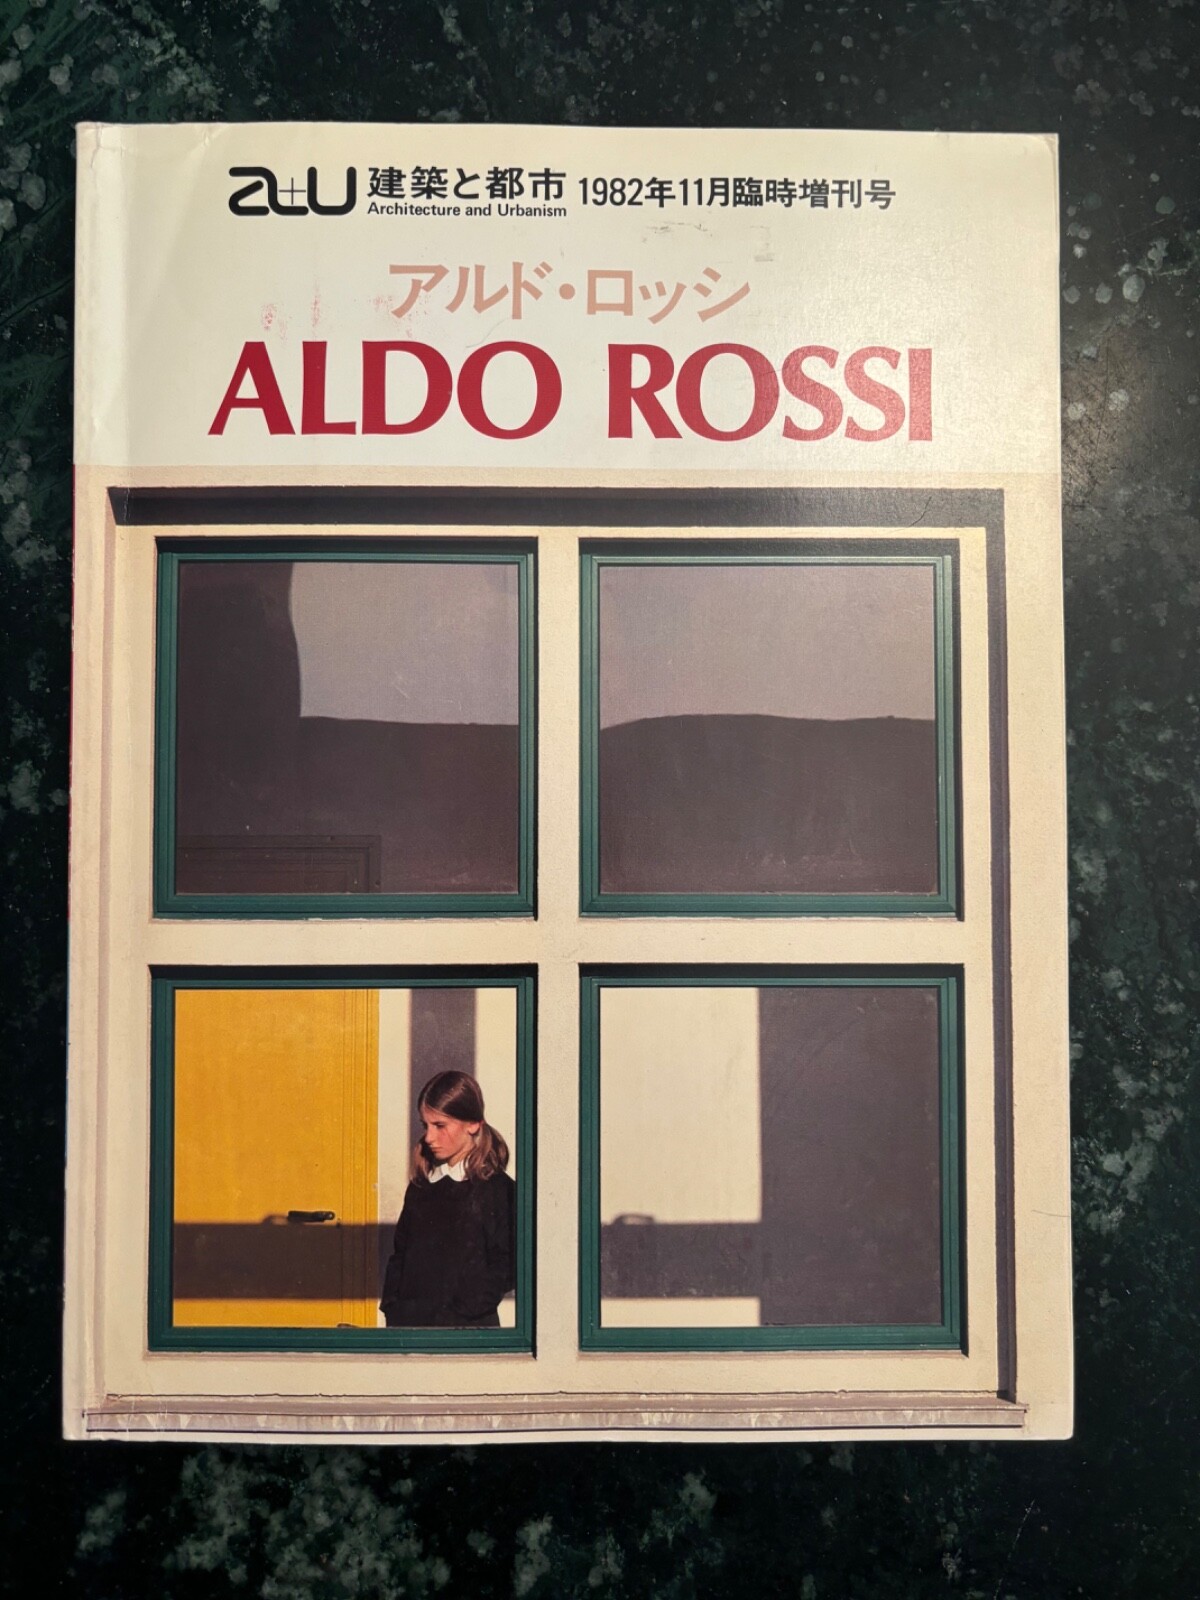 a+u 建築と都市 1982年11月臨時増刊号
Architecture and Urbanism
アルド・ロッシ
ALDO ROSSI